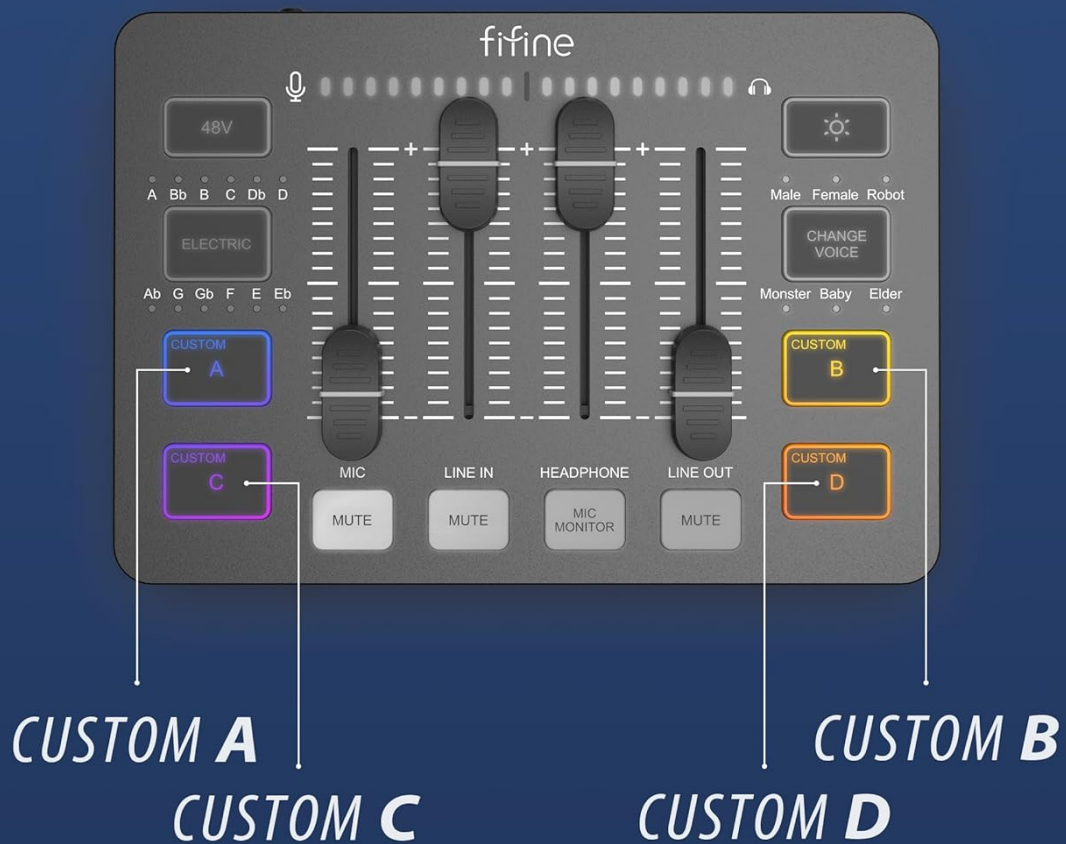 fifine
48V
A Bb B C Db D
ELECTRIC
Ab G Gb F E Eb
CUSTOM
A
CUSTOM
C
+ + +
- - -
MIC LINE IN HEADPHONE LINE OUT
MUTE
MUTE
MIC
MONITOR
MUTE
Male Female Robot
CHANGE
VOICE
Monster Baby Elder
CUSTOM
B
CUSTOM
D
CUSTOM A
CUSTOM B
CUSTOM C
CUSTOM D